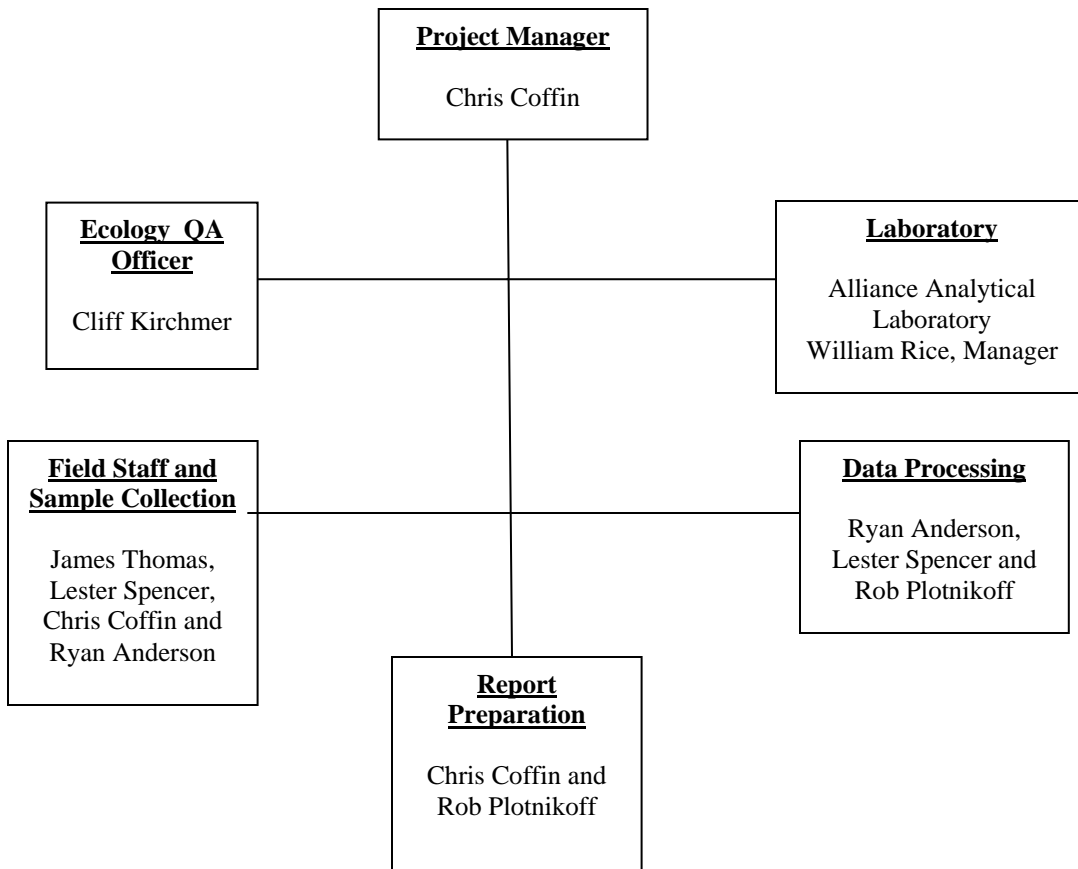 Project Manager
Chris Coffin
Ecology QA
Officer
Cliff Kirchmer
Laboratory
Alliance Analytical
Laboratory
William Rice, Manager
Field Staff and
Sample Collection
James Thomas,
Lester Spencer,
Chris Coffin and
Ryan Anderson
Data Processing
Ryan Anderson,
Lester Spencer and
Rob Plotnikoff
Report
Preparation
Chris Coffin and
Rob Plotnikoff